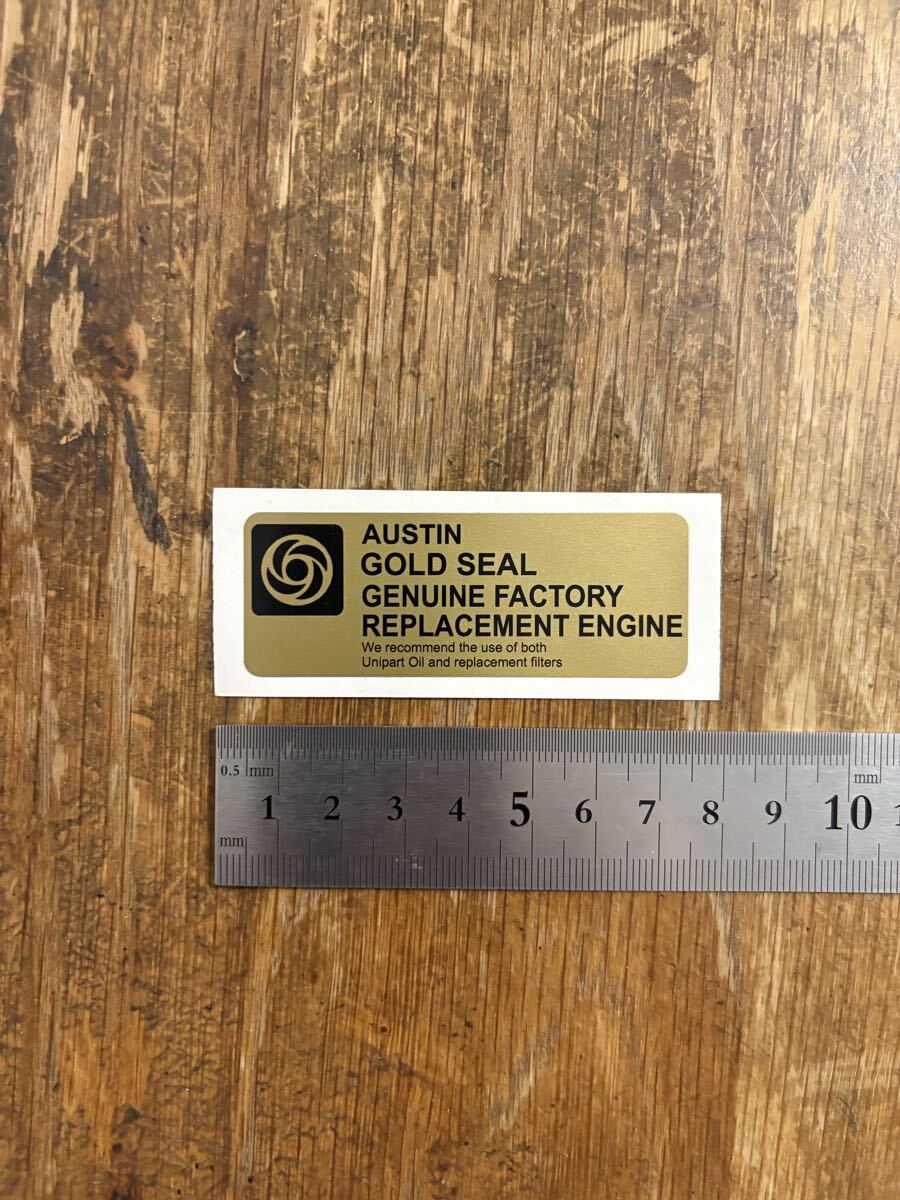 AUSTIN
GOLD SEAL
GENUINE FACTORY
REPLACEMENT ENGINE
We recommend the use of both
Unipart Oil and replacement filters
0.5 mm mm
1 2 3 4 5 6 7 8 9 10 1
mm